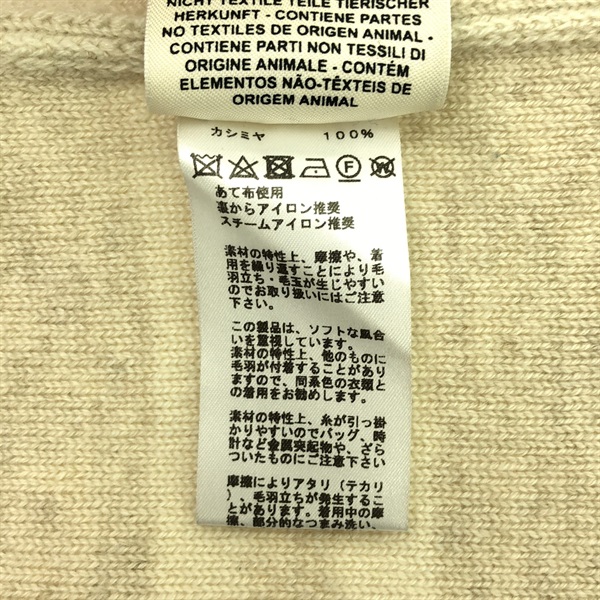 NICHT TEXTILE TEILE TIERISCHER
HERKUNFT - CONTIENE PARTES
NO TEXTILES DE ORIGEN ANIMAL -
CONTIENE PARTI NON TESSILI DI
ORIGINE ANIMALE - CONTÉM
ELEMENTOS NÃO-TÊXTEIS DE
ORIGEM ANIMAL
カシミヤ 100%
F W
あて布使用
裏からアイロン推奨
スチームアイロン推奨
素材の特性上、摩擦や、着
用を繰り返すことにより毛
羽立ち・毛玉が生じやすい
のでお取り扱いにはご注意
下さい。
この製品は、ソフトな風合
いを重視しています。
素材の特性上、他のものに
毛羽が付着することがあり
ますので、同系色の衣類と
の着用をお勧めします。
素材の特性上、糸が引っ掛
かりやすいのでバッグ、時
計など金属突起物や、ざら
ついたものにご注意下さい
摩擦によりアタリ（テカリ
）、毛羽立ちが発生するこ
とがあります。着用中の摩
擦、部分的なつまみ洗い、